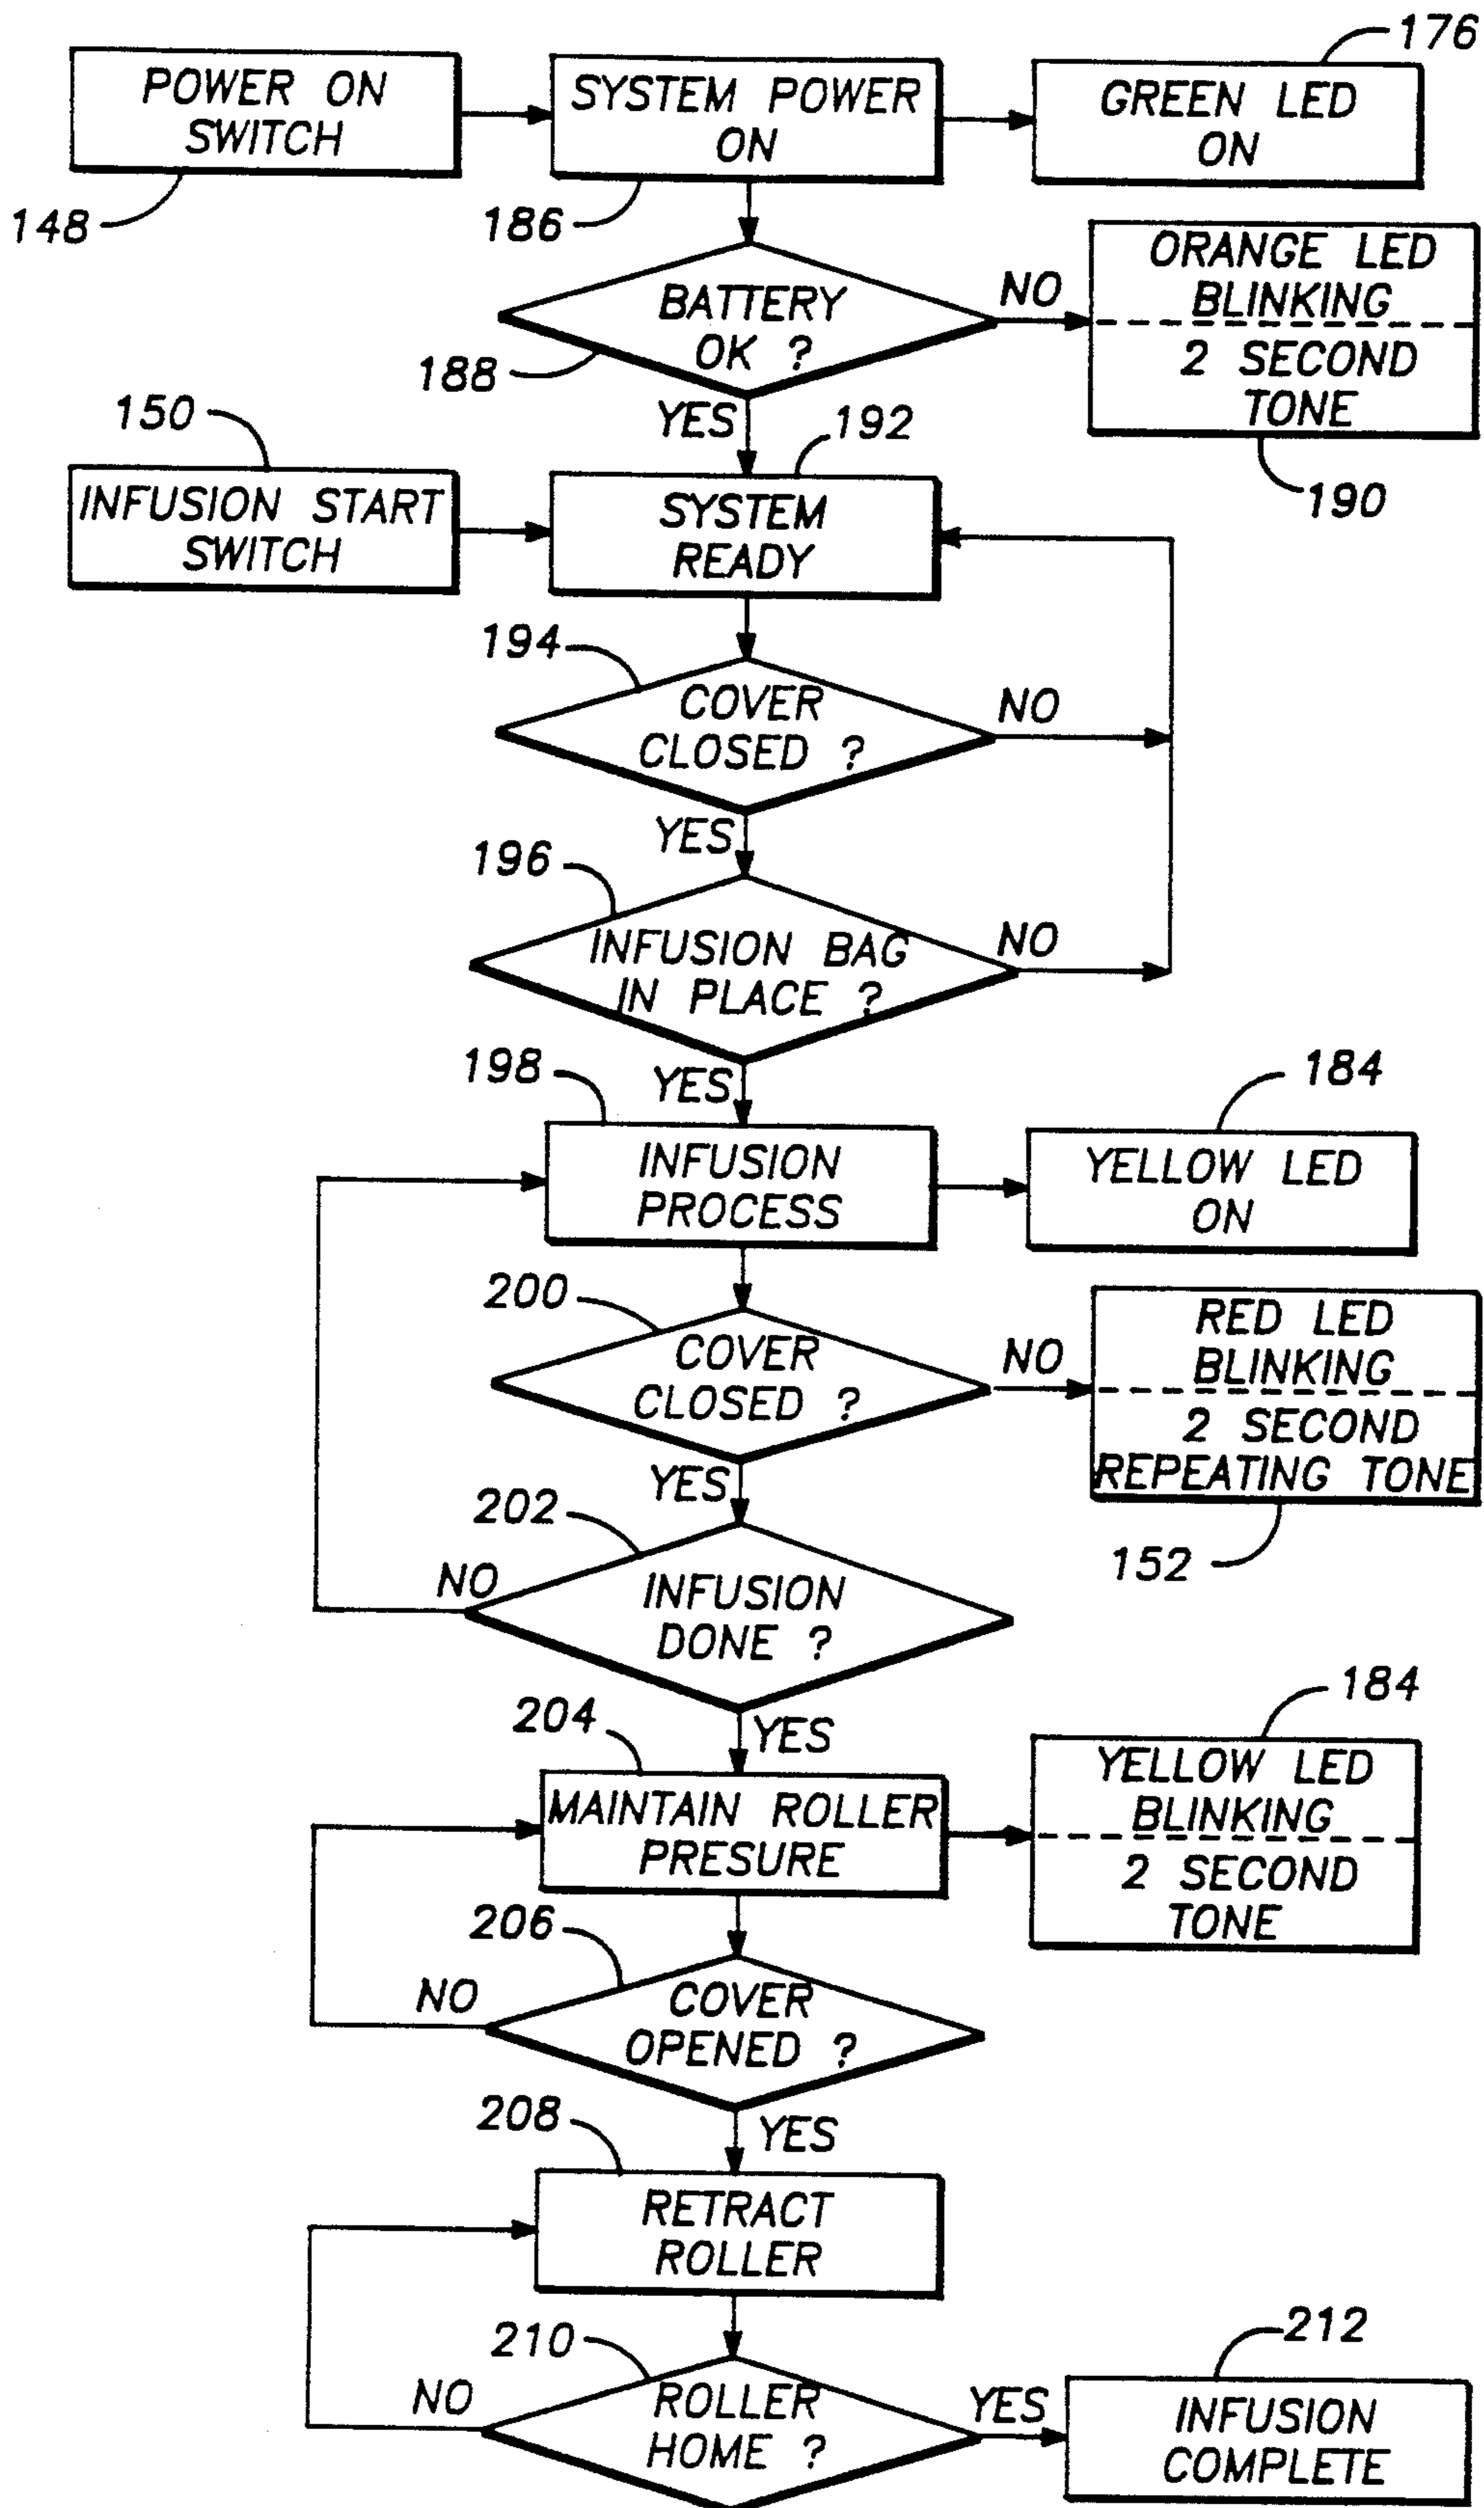 176
POWER ON
SWITCH
SYSTEM POWER
ON
GREEN LED
ON
148
186
BATTERY
OK ?
NO
ORANGE LED
BLINKING
2 SECOND
TONE
188
190
YES
150
192
INFUSION START
SWITCH
SYSTEM
READY
194
COVER
CLOSED ?
NO
YES
196
INFUSION BAG
IN PLACE ?
NO
YES
198
184
INFUSION
PROCESS
YELLOW LED
ON
200
COVER
CLOSED ?
NO
RED LED
BLINKING
2 SECOND
REPEATING TONE
152
YES
202
INFUSION
DONE ?
NO
YES
204
184
MAINTAIN ROLLER
PRESURE
YELLOW LED
BLINKING
2 SECOND
TONE
206
COVER
OPENED ?
NO
YES
208
RETRACT
ROLLER
210
ROLLER
HOME ?
NO
YES
212
INFUSION
COMPLETE